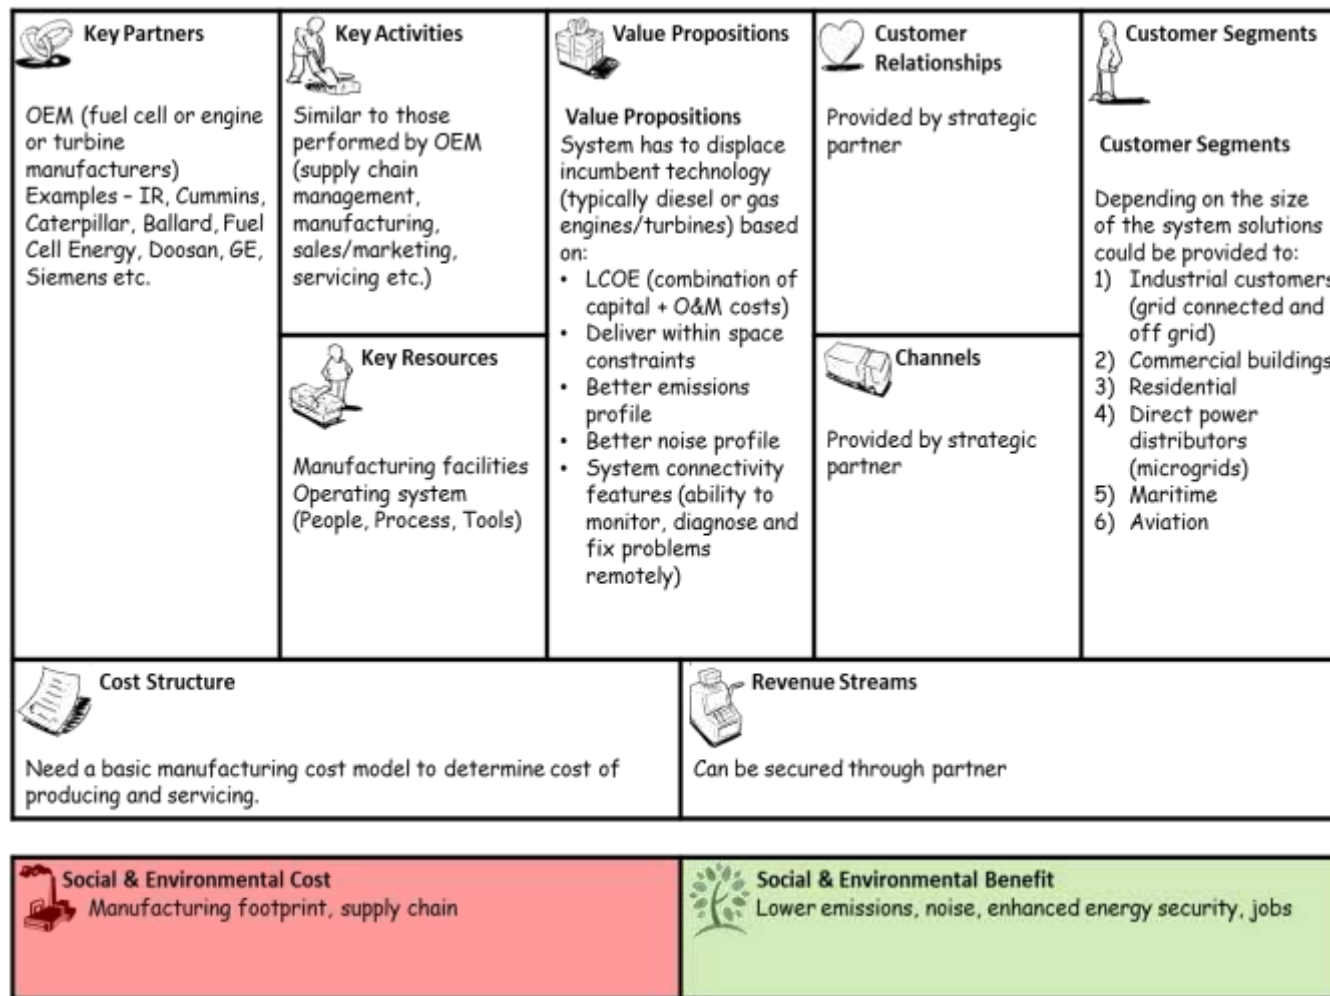 Key Partners
OEM (fuel cell or engine
or turbine
manufacturers)
Examples – IR, Cummins,
Caterpillar, Ballard, Fuel
Cell Energy, Doosan, GE,
Siemens etc.
Key Activities
Similar to those
performed by OEM
(supply chain
management,
manufacturing,
sales/marketing,
servicing etc.)
Key Resources
Manufacturing facilities
Operating system
(People, Process, Tools)
Value Propositions
Value Propositions
System has to displace
incumbent technology
(typically diesel or gas
engines/turbines) based
on:
• LCOE (combination of
capital + O&M costs)
• Deliver within space
constraints
• Better emissions
profile
• Better noise profile
• System connectivity
features (ability to
monitor, diagnose and
fix problems
remotely)
Customer
Relationships
Provided by strategic
partner
Channels
Provided by strategic
partner
Customer Segments
Customer Segments
Depending on the size
of the system solutions
could be provided to:
1) Industrial customers
(grid connected and
off grid)
2) Commercial buildings
3) Residential
4) Direct power
distributors
(microgrids)
5) Maritime
6) Aviation
Cost Structure
Need a basic manufacturing cost model to determine cost of
producing and servicing.
Revenue Streams
Can be secured through partner
Social & Environmental Cost
Manufacturing footprint, supply chain
Social & Environmental Benefit
Lower emissions, noise, enhanced energy security, jobs